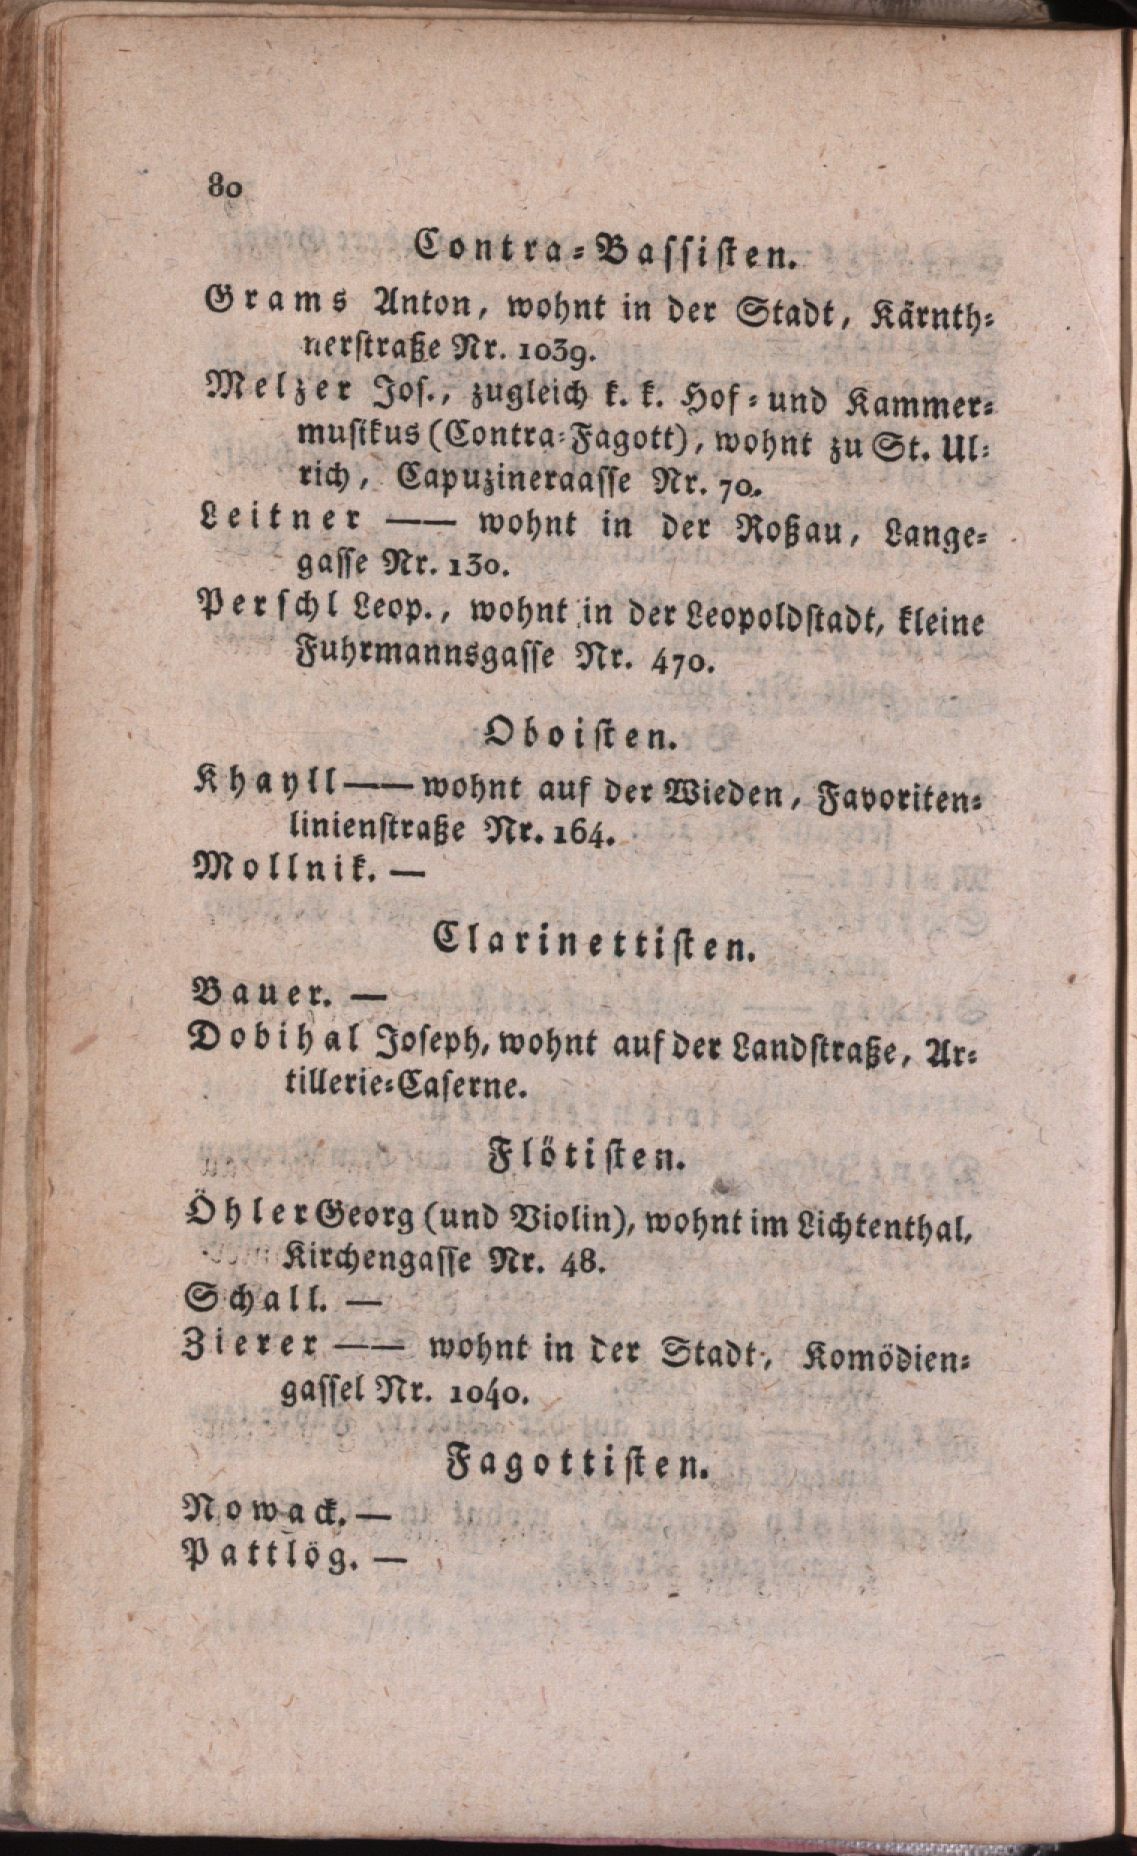 80
Contra-Bassisten.
Grams Anton, wohnt in der Stadt, Kärnth-
nerstraße Nr. 1039.
Melzer Jos., zugleich k. k. Hof- und Kammer-
musikus (Contra-Fagott), wohnt zu St. Ul-
rich, Capuzinergasse Nr. 70.
Leitner —— wohnt in der Roßau, Lange-
gasse Nr. 130.
Perschl Leop., wohnt in der Leopoldstadt, kleine
Fuhrmannsgasse Nr. 470.
Oboisten.
Khayll —— wohnt auf der Wieden, Favoriten-
linienstraße Nr. 164.
Mollnik. —
Clarinettisten.
Bauer. —
Dobihal Joseph, wohnt auf der Landstraße, Ar-
tillerie-Caserne.
Flötisten.
Öhler Georg (und Violin), wohnt im Lichtenthal,
Kirchengasse Nr. 48.
Schall. —
Zierer —— wohnt in der Stadt, Komödien-
gassel Nr. 1040.
Fagottisten.
Nowack. —
Pattlög. —